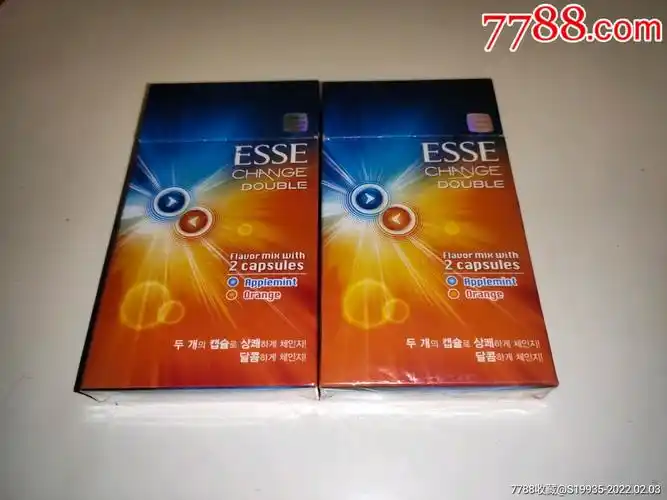 7788.com
ESSE
CHANGE
DOUBLE
Flavor mix with
2 capsules
Applemint
Orange
두 개의 캡슐로 상쾌하게 체인지!
달콤하게 체인지!
ESSE
CHANGE
DOUBLE
Flavor mix with
2 capsules
Applemint
Orange
두 개의 캡슐로 상쾌하게 체인지!
달콤하게 체인지!
7788收藏@S19935-2022.02.03